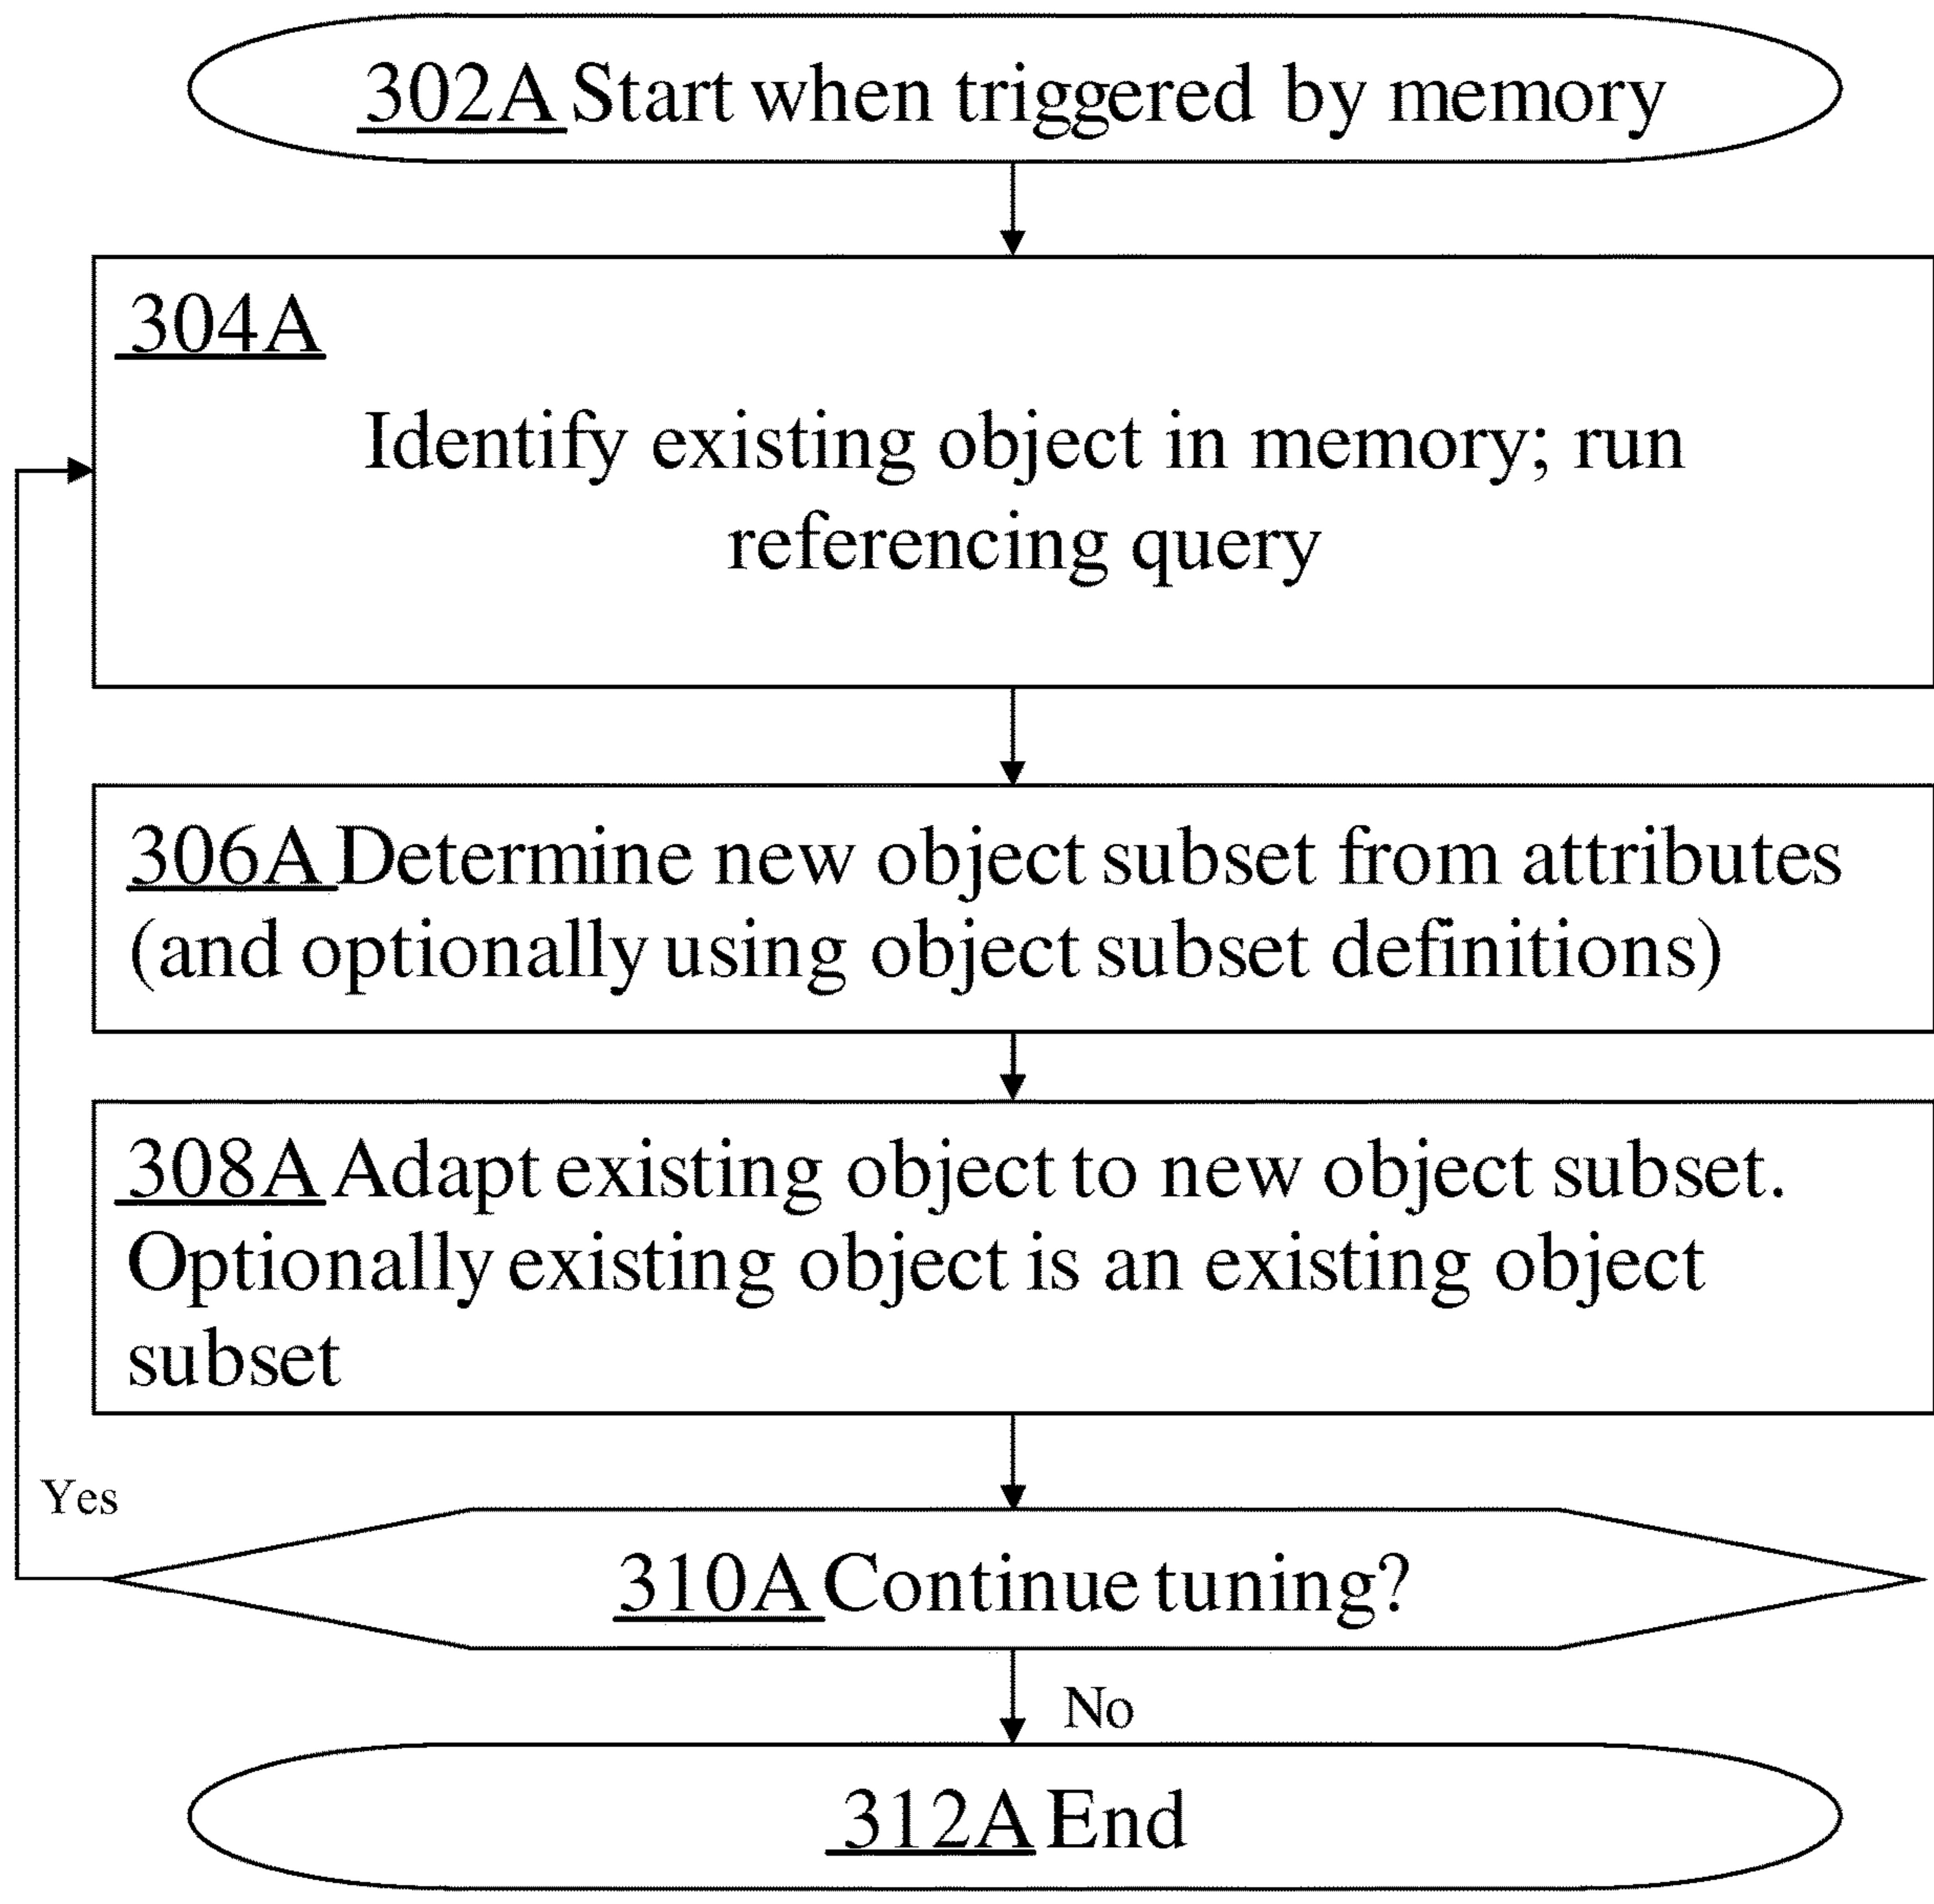 302A Start when triggered by memory
304A
Identify existing object in memory; run
referencing query
306A Determine new object subset from attributes
(and optionally using object subset definitions)
308A Adapt existing object to new object subset.
Optionally existing object is an existing object
subset
Yes
310A Continue tuning?
No
312A End